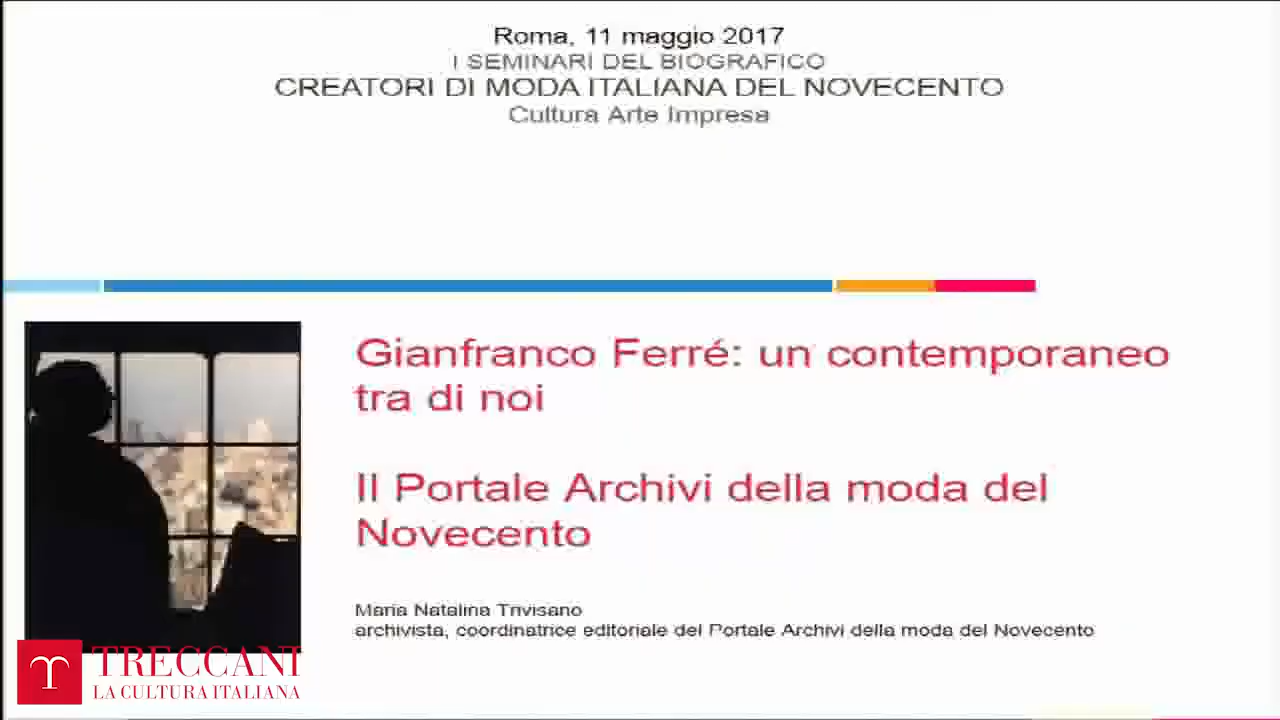 Roma, 11 maggio 2017
I SEMINARI DEL BIOGRAFICO
CREATORI DI MODA ITALIANA DEL NOVECENTO
Cultura Arte Impresa
Gianfranco Ferré: un contemporaneo
tra di noi
Il Portale Archivi della moda del
Novecento
Maria Natalina Trivisano
archivista, coordinatrice editoriale del Portale Archivi della moda del Novecento
TRECCANI
LA CULTURA ITALIANA